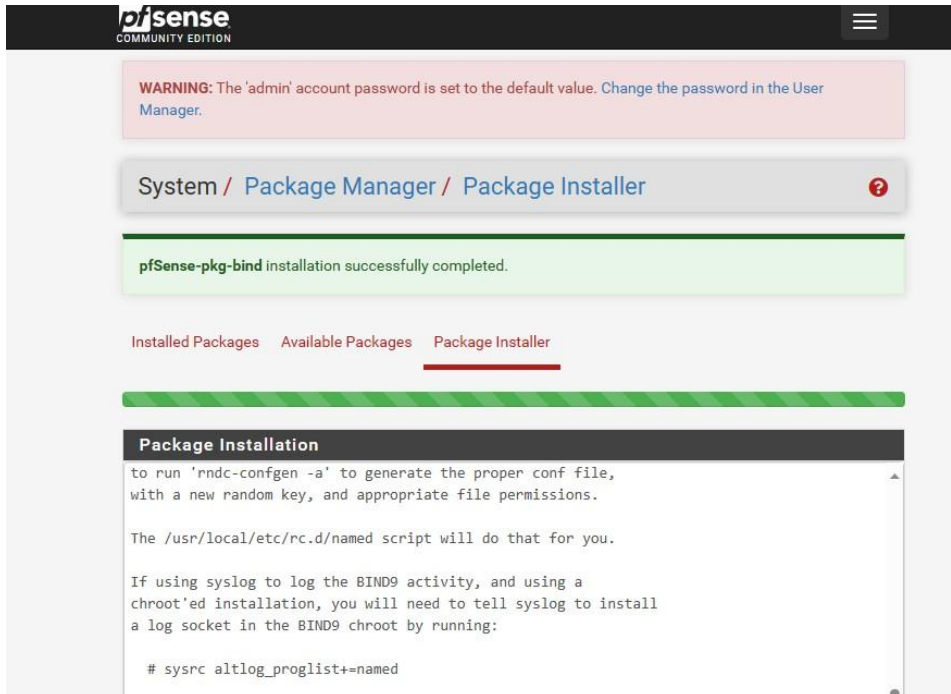 pfsense
COMMUNITY EDITION
WARNING: The 'admin' account password is set to the default value. Change the password in the User
Manager.
System / Package Manager / Package Installer
pfSense-pkg-bind installation successfully completed.
Installed Packages Available Packages Package Installer
Package Installation
to run 'rndc-confgen -a' to generate the proper conf file,
with a new random key, and appropriate file permissions.
The /usr/local/etc/rc.d/named script will do that for you.
If using syslog to log the BIND9 activity, and using a
chroot'ed installation, you will need to tell syslog to install
a log socket in the BIND9 chroot by running:
# sysrc altlog_proglist+=named